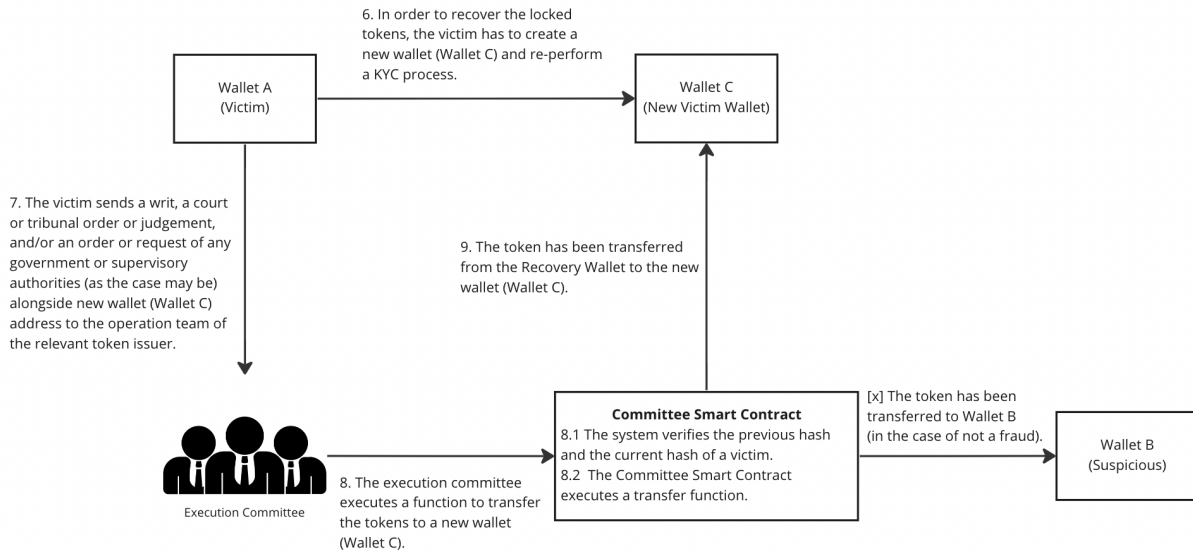 6. In order to recover the locked
tokens, the victim has to create a
new wallet (Wallet C) and re-perform
a KYC process.
Wallet A
(Victim)
Wallet C
(New Victim Wallet)
7. The victim sends a writ, a court
or tribunal order or judgement,
and/or an order or request of any
government or supervisory
authorities (as the case may be)
alongside new wallet (Wallet C)
address to the operation team of
the relevant token issuer.
9. The token has been transferred
from the Recovery Wallet to the new
wallet (Wallet C).
Execution Committee
8. The execution committee
executes a function to transfer
the tokens to a new wallet
(Wallet C).
Committee Smart Contract
8.1 The system verifies the previous hash
and the current hash of a victim.
8.2 The Committee Smart Contract
executes a transfer function.
[x] The token has been
transferred to Wallet B
(in the case of not a fraud).
Wallet B
(Suspicious)